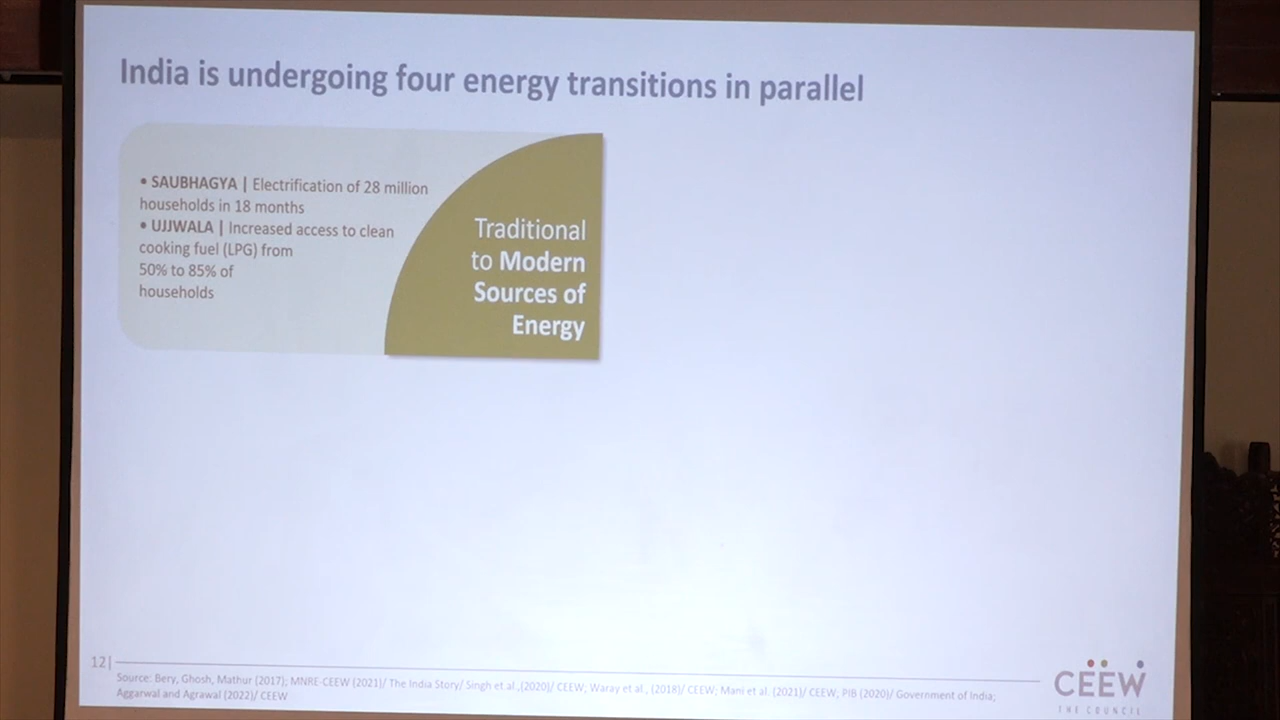 India is undergoing four energy transitions in parallel
• SAUBHAGYA | Electrification of 28 million
households in 18 months
• UJJWALA | Increased access to clean
cooking fuel (LPG) from
50% to 85% of
households
Traditional
to Modern
Sources of
Energy
12|
Source: Bery, Ghosh, Mathur (2017); MNRE-CEEW (2021)/ The India Story/ Singh et al.,(2020)/ CEEW; Waray et al., (2018)/ CEEW; Mani et al. (2021)/ CEEW, PIB (2020)/ Government of India;
Aggarwal and Agrawal (2022)/ CEEW
CEEW
THE COUNCIL